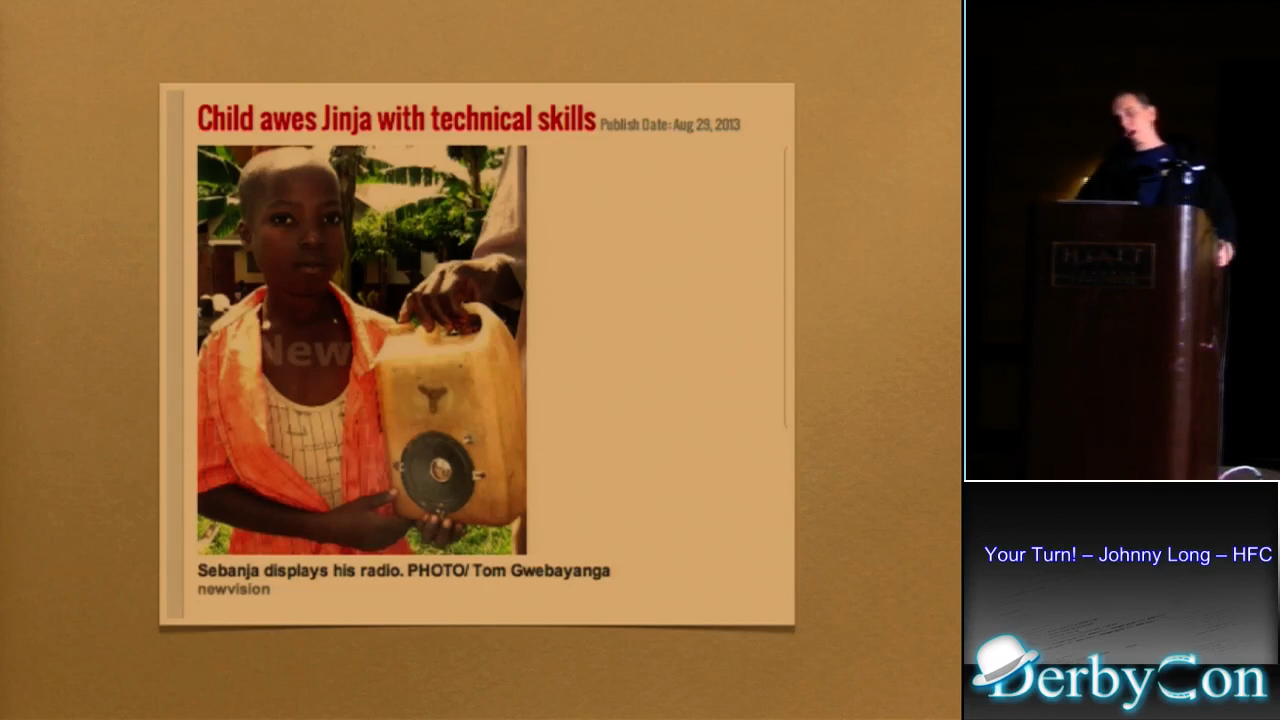 Child awes Jinja with technical skills Publish Date: Aug 29, 2013
New
Sebanja displays his radio. PHOTO/ Tom Gwebayanga
newvision
HYATT
Your Turn! – Johnny Long – HFC
DerbyCon